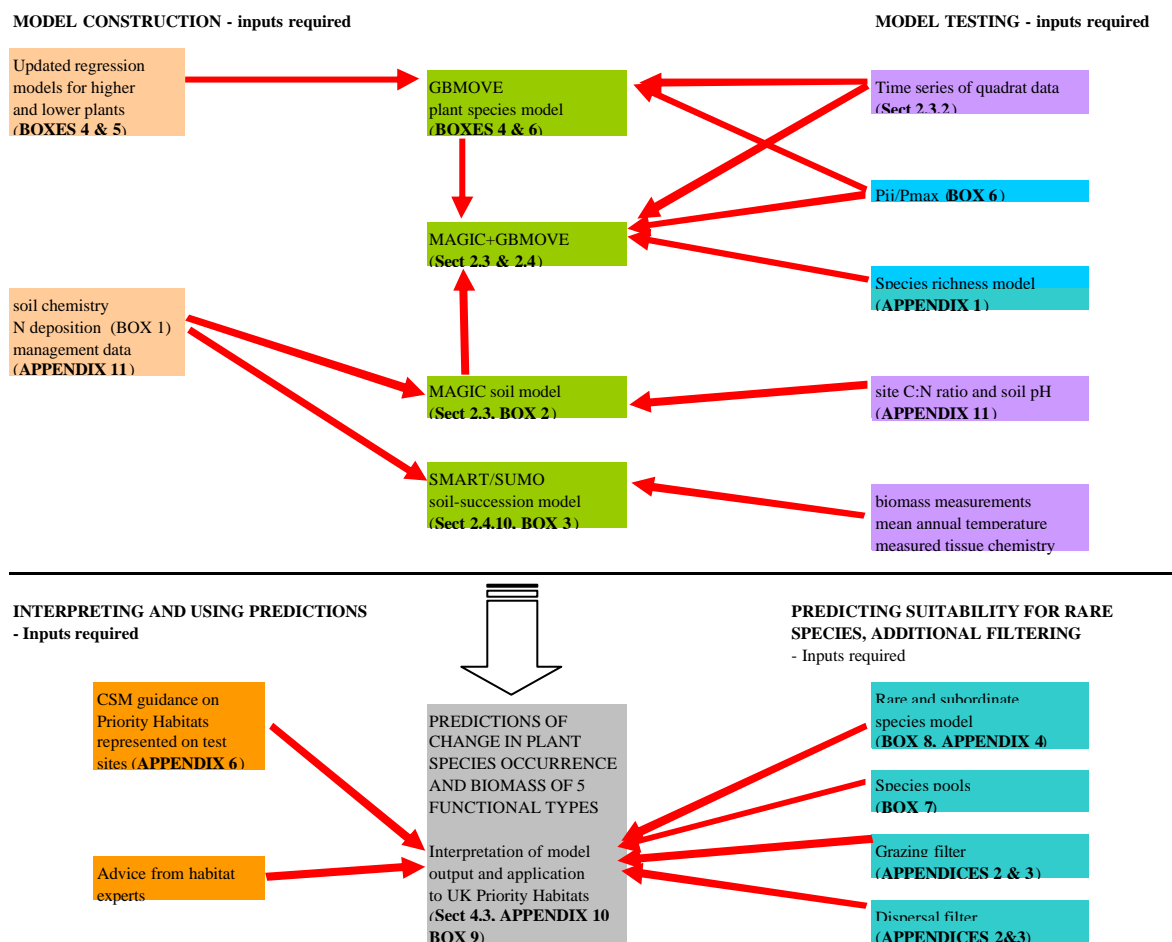 MODEL CONSTRUCTION - inputs required
MODEL TESTING - inputs required
Updated regression
models for higher
and lower plants
(BOXES 4 & 5)
GBMOVE
plant species model
(BOXES 4 & 6)
Time series of quadrat data
(Sect 2.3.2)
Pij/Pmax (BOX 6)
MAGIC+GBMOVE
(Sect 2.3 & 2.4)
Species richness model
(APPENDIX 1)
soil chemistry
N deposition (BOX 1)
management data
(APPENDIX 11)
MAGIC soil model
(Sect 2.3, BOX 2)
site C:N ratio and soil pH
(APPENDIX 11)
SMART/SUMO
soil-succession model
(Sect 2.4.10, BOX 3)
biomass measurements
mean annual temperature
measured tissue chemistry
INTERPRETING AND USING PREDICTIONS
- Inputs required
PREDICTING SUITABILITY FOR RARE
SPECIES, ADDITIONAL FILTERING
- Inputs required
CSM guidance on
Priority Habitats
represented on test
sites (APPENDIX 6)
Advice from habitat
experts
PREDICTIONS OF
CHANGE IN PLANT
SPECIES OCCURRENCE
AND BIOMASS OF 5
FUNCTIONAL TYPES
Interpretation of model
output and application
to UK Priority Habitats
(Sect 4.3, APPENDIX 10
BOX 9)
Rare and subordinate
species model
(BOX 8, APPENDIX 4)
Species pools
(BOX 7)
Grazing filter
(APPENDICES 2 & 3)
Dispersal filter
(APPENDICES 2&3)